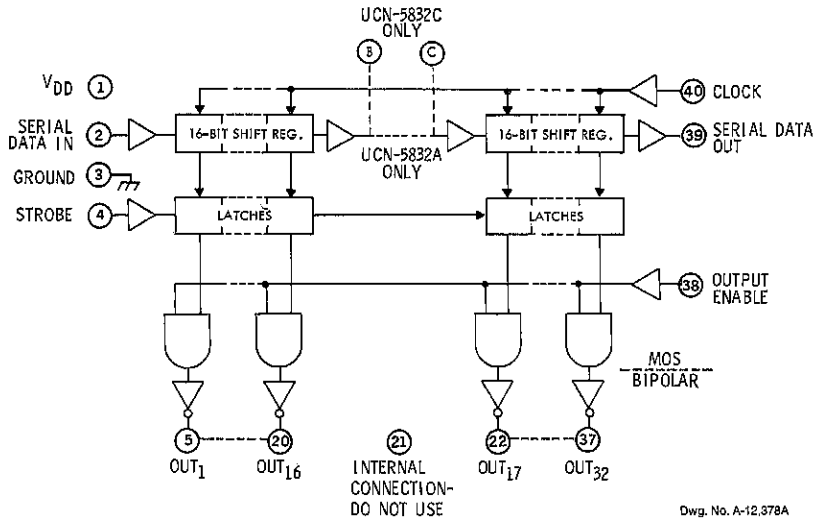 UCN-5832C
ONLY
B
C
V_DD 1
40 CLOCK
SERIAL
DATA IN
2
16-BIT SHIFT REG.
16-BIT SHIFT REG.
39
SERIAL DATA
OUT
UCN-5832A
ONLY
GROUND 3
STROBE 4
LATCHES
LATCHES
38
OUTPUT
ENABLE
MOS
BIPOLAR
5
20
21
22
37
OUT1
OUT16
INTERNAL
CONNECTION-
DO NOT USE
OUT17
OUT32
Dwg. No. A-12,378A